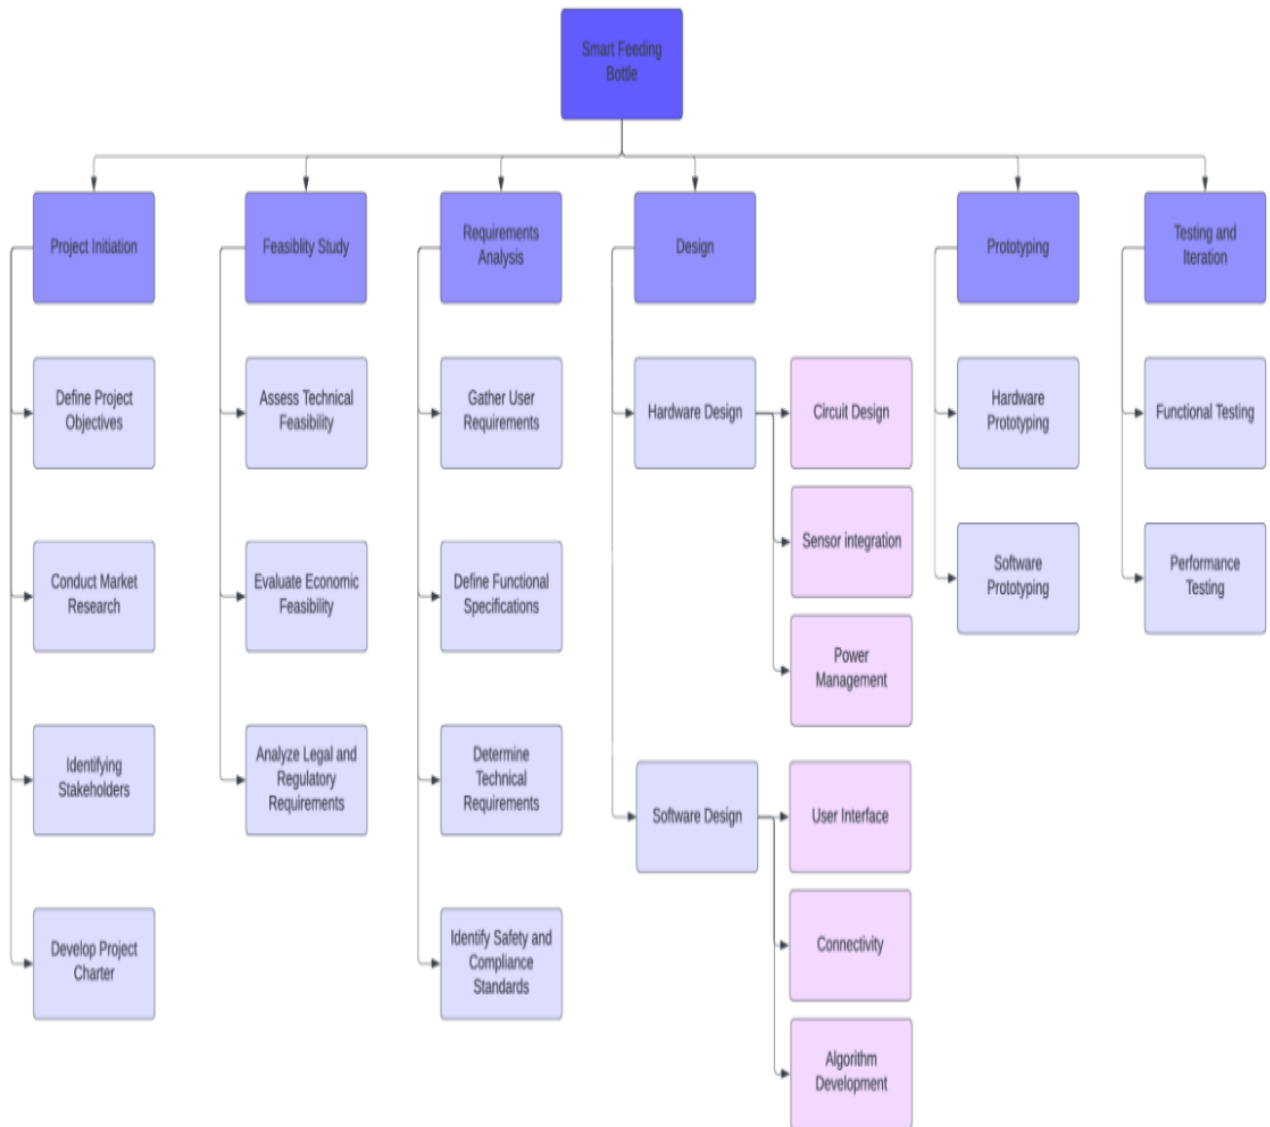 Smart Feeding
Bottle
Project Initiation
Feasiblity Study
Requirements
Analysis
Design
Prototyping
Testing and
Iteration
Define Project
Objectives
Assess Technical
Feasibility
Gather User
Requirements
Hardware Design
Circuit Design
Hardware
Prototyping
Functional Testing
Sensor integration
Conduct Market
Research
Evaluate Economic
Feasibility
Define Functional
Specifications
Software
Prototyping
Performance
Testing
Power
Management
Identifying
Stakeholders
Analyze Legal and
Regulatory
Requirements
Determine
Technical
Requirements
Software Design
User Interface
Develop Project
Charter
Identify Safety and
Compliance
Standards
Connectivity
Algorithm
Development